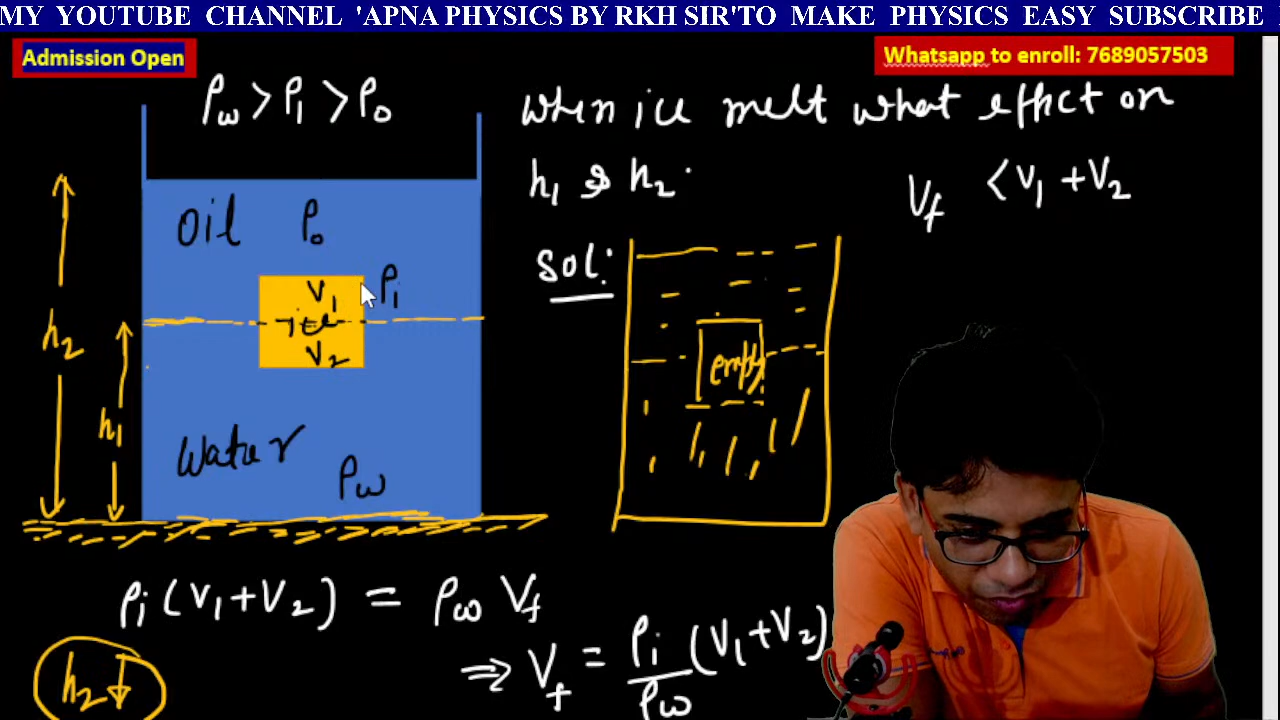 MY YOUTUBE CHANNEL 'APNA PHYSICS BY RKH SIR'TO MAKE PHYSICS EASY SUBSCRIBE
Admission Open
Whatsapp to enroll: 7689057503
ρw > ρi > ρo
when ice melt what effect on
h1 & h2.
Vf < V1 + V2
Sol:
Oil ρo
V1
ρi
ice
V2
h2
h1
Water
ρw
empty
ρi (V1 + V2) = ρw Vf
⇒ Vf = ρi/ρw (V1 + V2)
h2↓